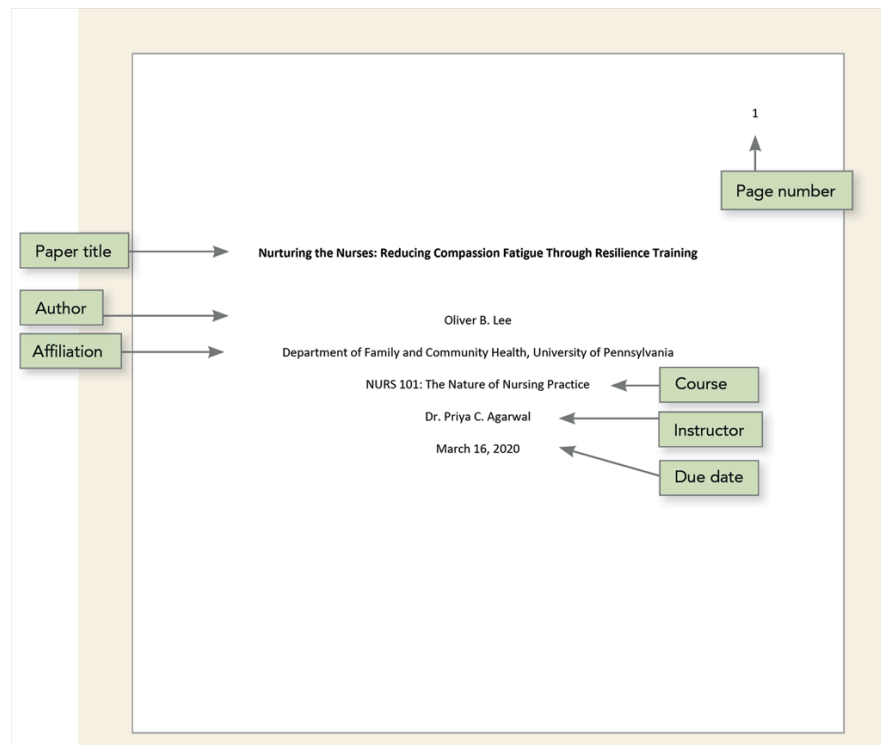 1
Page number
Paper title
Nurturing the Nurses: Reducing Compassion Fatigue Through Resilience Training
Author
Oliver B. Lee
Affiliation
Department of Family and Community Health, University of Pennsylvania
NURS 101: The Nature of Nursing Practice
Course
Dr. Priya C. Agarwal
Instructor
March 16, 2020
Due date